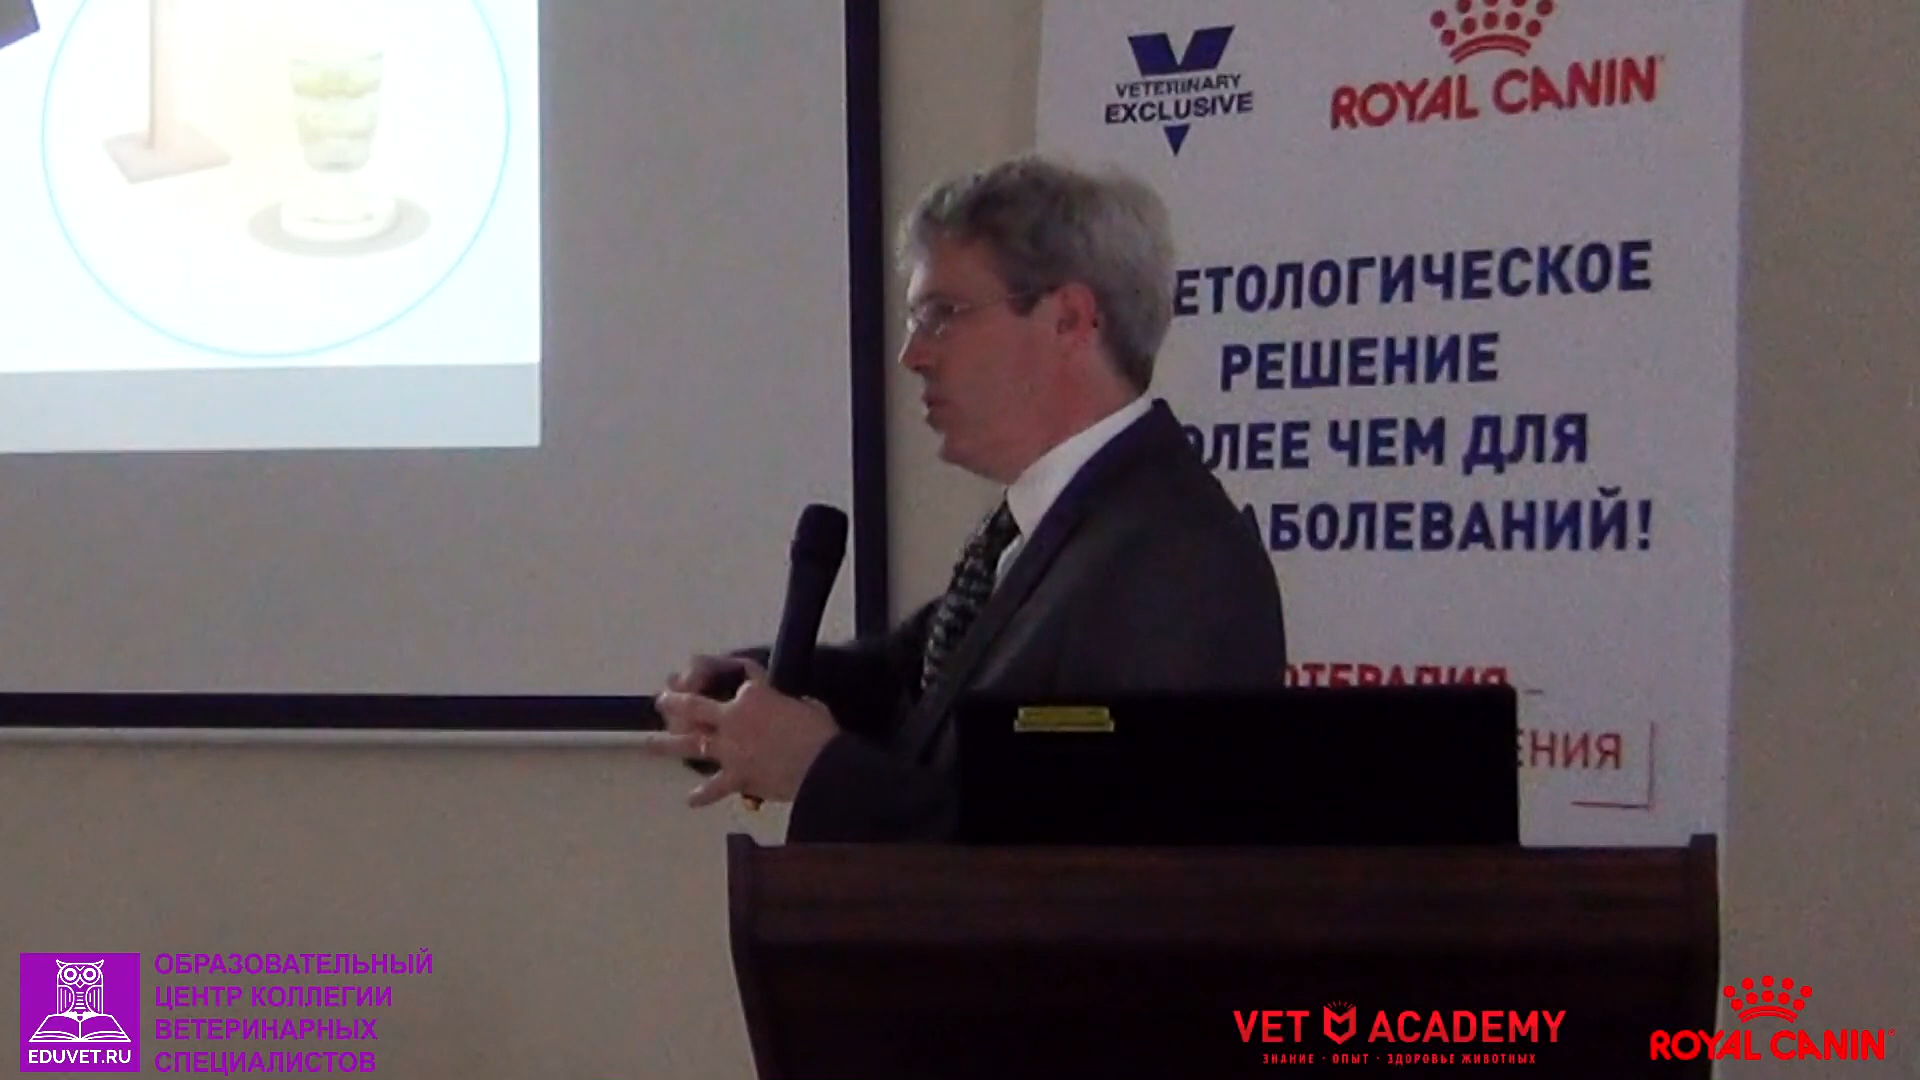 VETERINARY
EXCLUSIVE
ROYAL CANIN
ЕТОЛОГИЧЕСКОЕ
РЕШЕНИЕ
ОЛЕЕ ЧЕМ ДЛЯ
АБОЛЕВАНИЙ!
ОТЕРАПИЯ
ЕНИЯ
ОБРАЗОВАТЕЛЬНЫЙ
ЦЕНТР КОЛЛЕГИИ
ВЕТЕРИНАРНЫХ
СПЕЦИАЛИСТОВ
EDUVET.RU
VET ACADEMY
ЗНАНИЕ · ОПЫТ · ЗДОРОВЬЕ ЖИВОТНЫХ
ROYAL CANIN